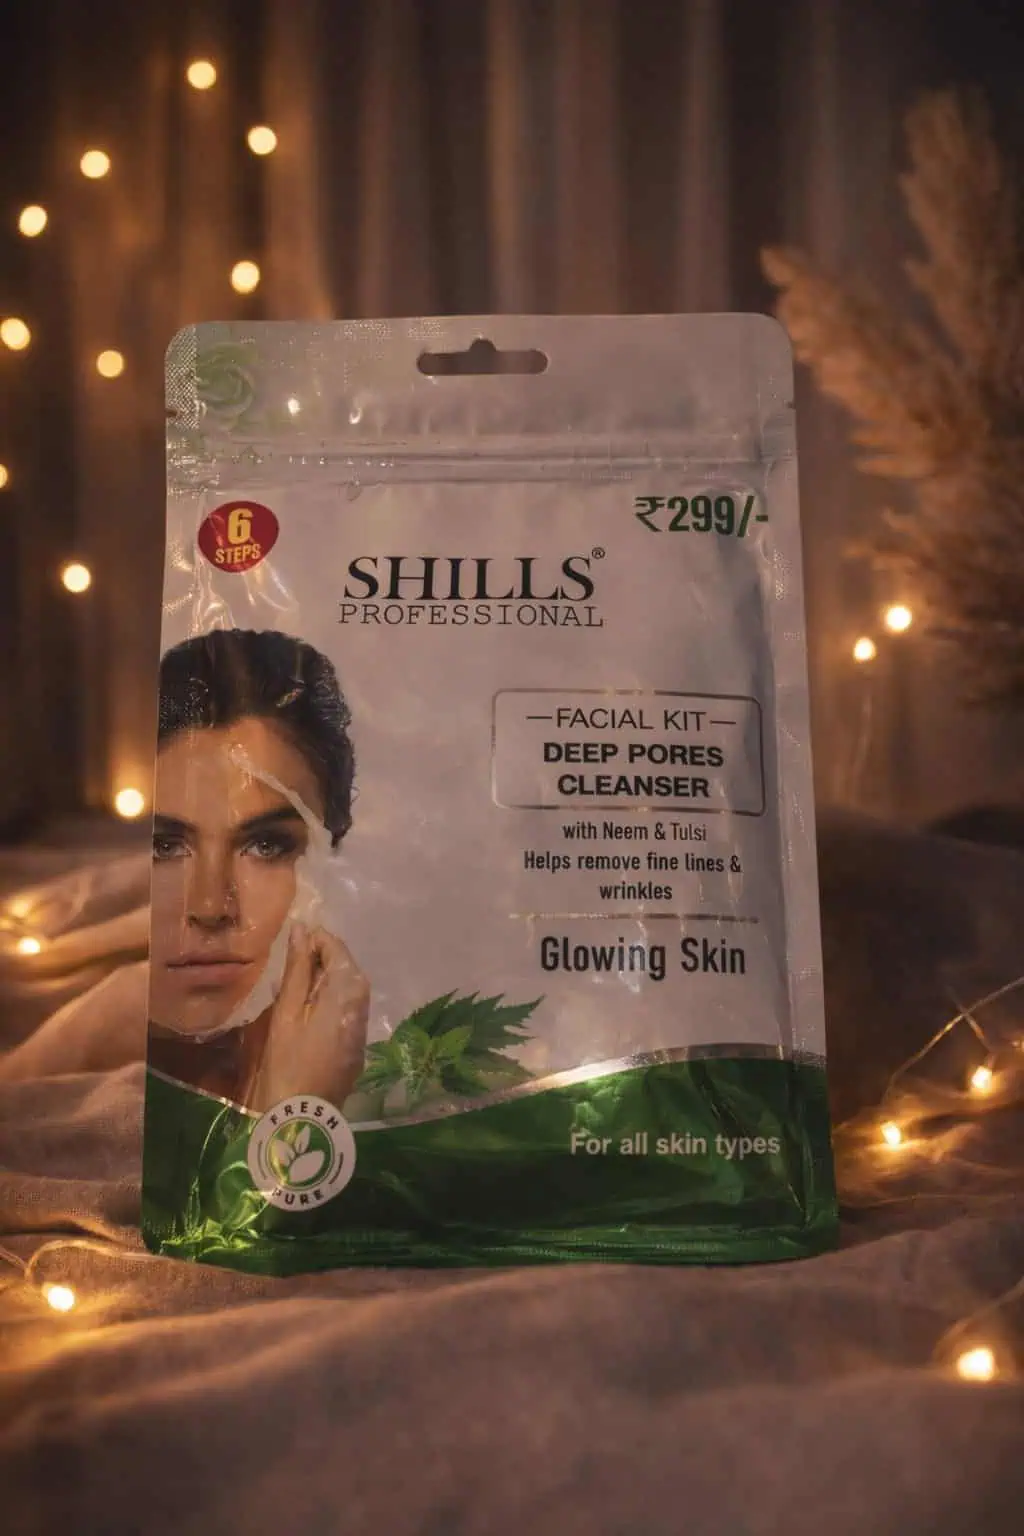 6
STEPS
₹299/-
SHILLS®
PROFESSIONAL
—FACIAL KIT—
DEEP PORES
CLEANSER
with Neem & Tulsi
Helps remove fine lines &
wrinkles
Glowing Skin
For all skin types
FRESH
PURE